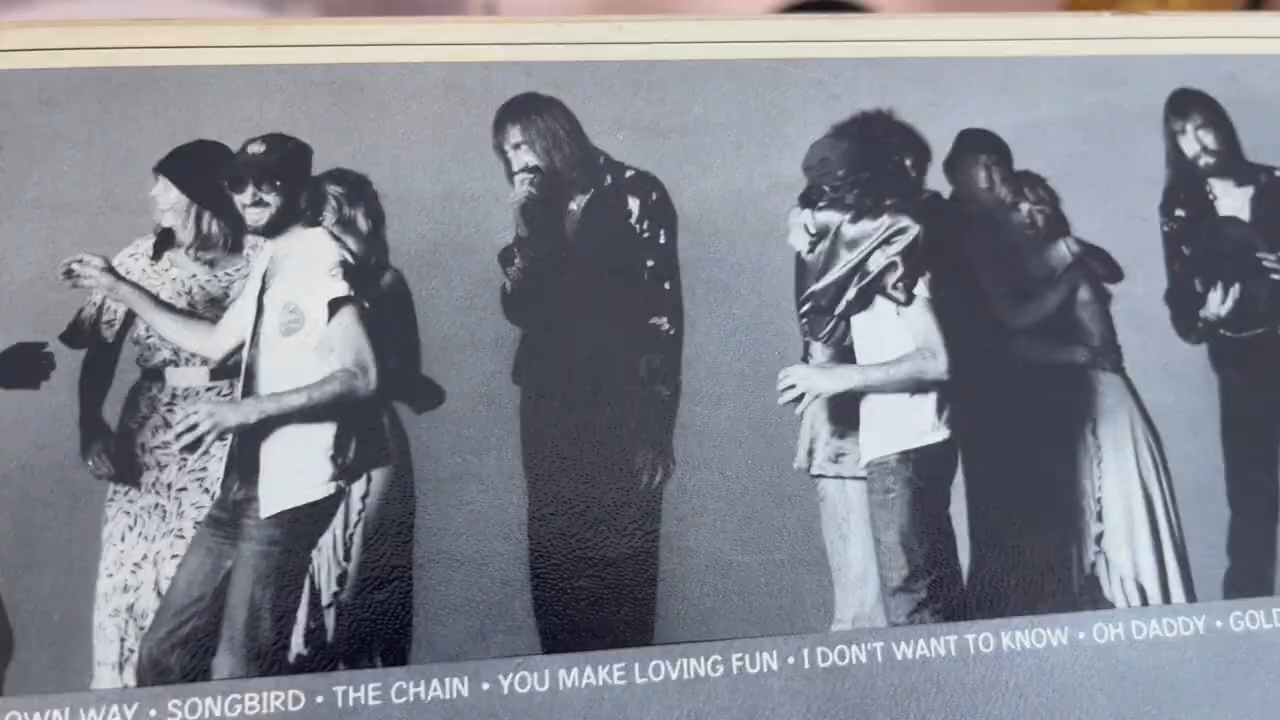 OWN WAY • SONGBIRD • THE CHAIN • YOU MAKE LOVING FUN • I DON'T WANT TO KNOW • OH DADDY • GOLD